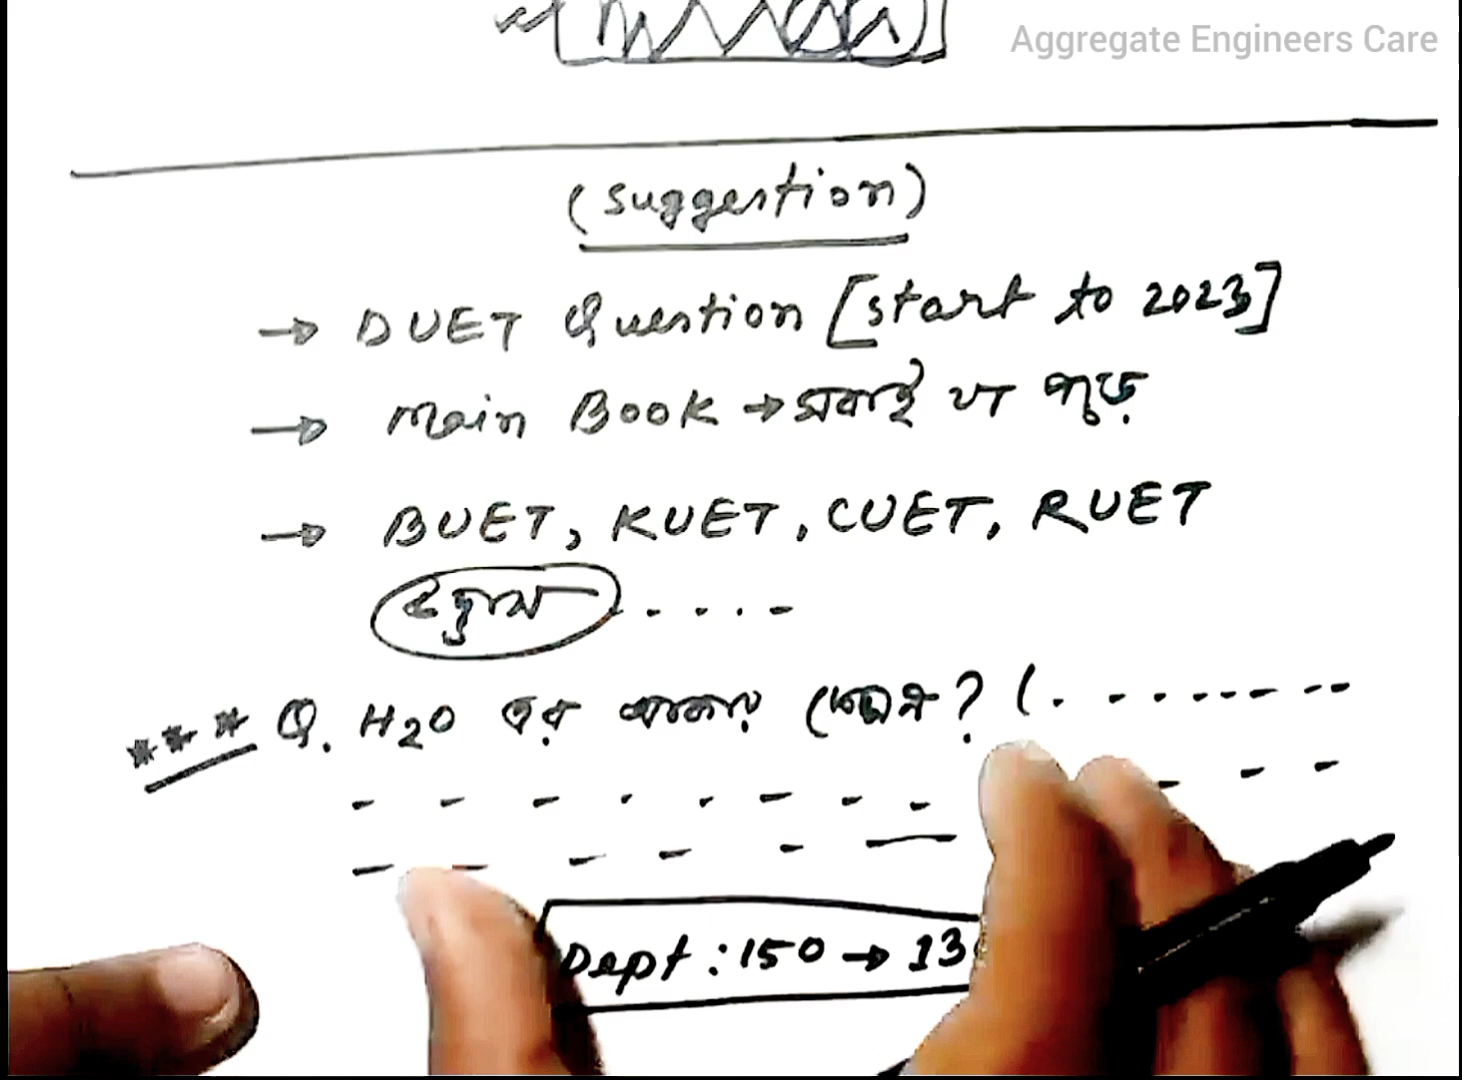 Aggregate Engineers Care
(suggestion)
→ DUET Question [start to 2023]
→ Main Book → সবাই যা পড়ে
→ BUET, KUET, CUET, RUET
....
*** Q. H2O এর আকার কেমন? (.........
Dept : 150 → 13